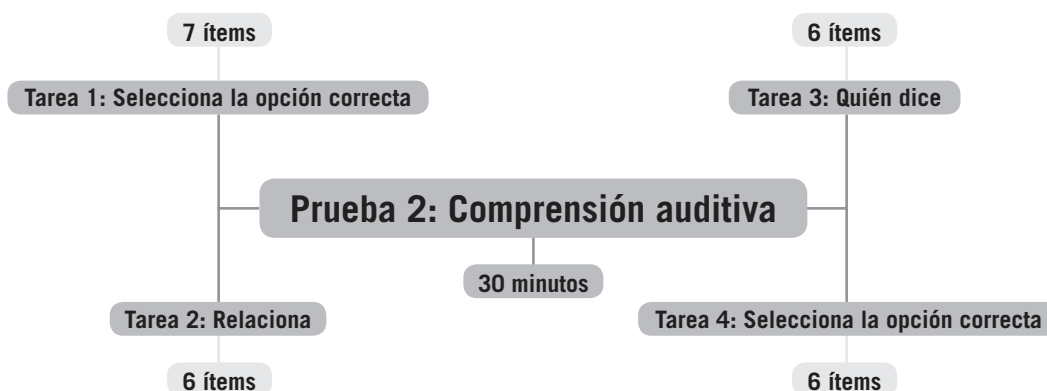 7 ítems
6 ítems
Tarea 1: Selecciona la opción correcta
Tarea 3: Quién dice
Prueba 2: Comprensión auditiva
30 minutos
Tarea 2: Relaciona
Tarea 4: Selecciona la opción correcta
6 ítems
6 ítems